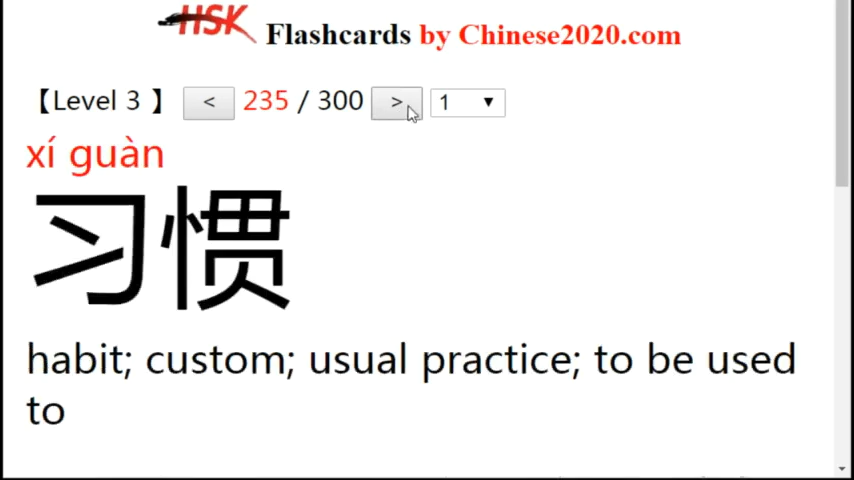 HSK Flashcards by Chinese2020.com
【Level 3 】 < 235 / 300 > 1 ▼
xí guàn
习惯
habit; custom; usual practice; to be used
to